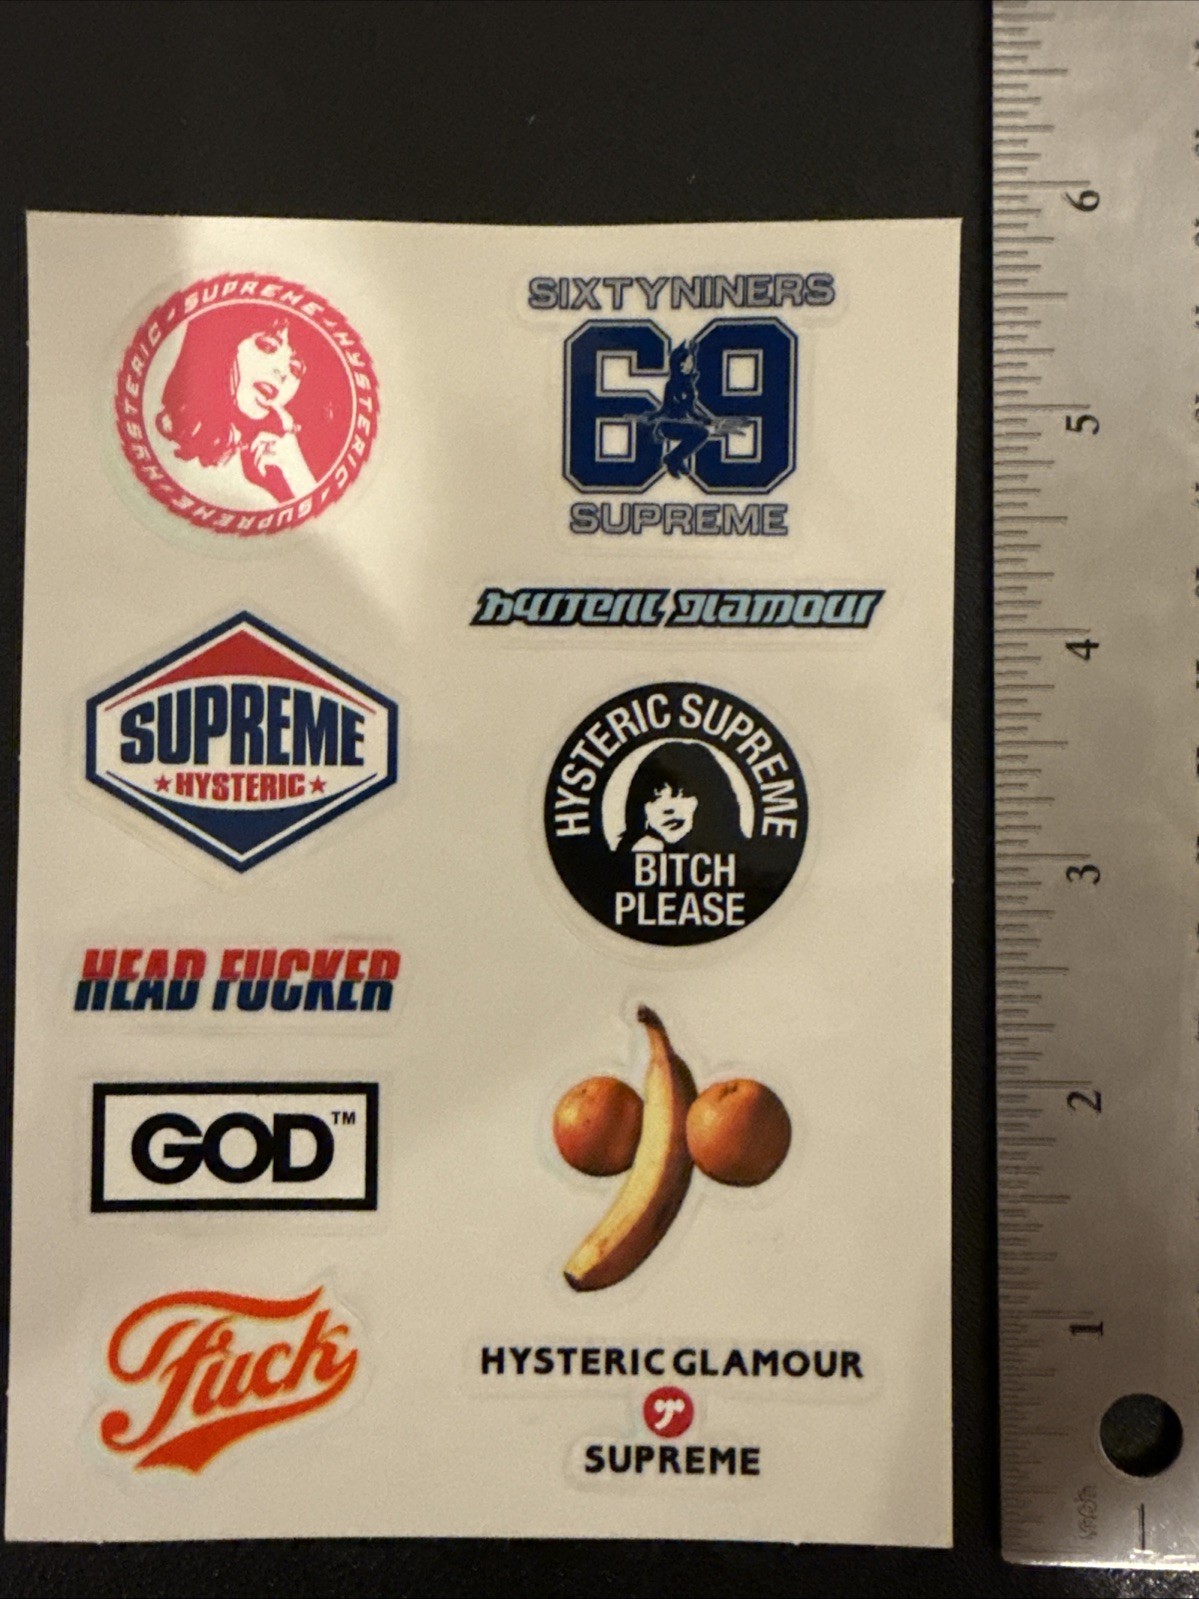 SUPREME · HYSTERIC · SUPREME · HYSTERIC
SUPREME
★HYSTERIC★
HEAD FUCKER
GOD™
Fuck
SIXTYNINERS
69
SUPREME
hysteric glamour
HYSTERIC SUPREME
BITCH
PLEASE
HYSTERIC GLAMOUR
SUPREME
6
5
4
3
2
1